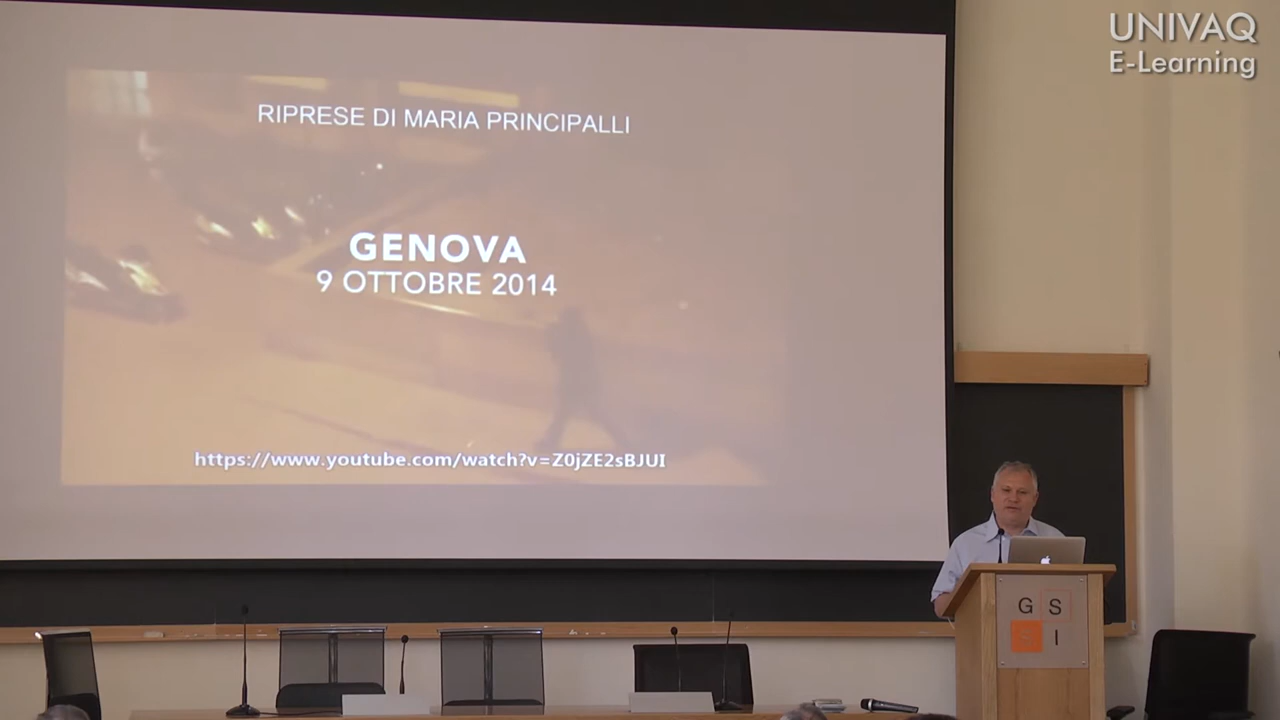 UNIVAQ
E-Learning
RIPRESE DI MARIA PRINCIPALLI
GENOVA
9 OTTOBRE 2014
https://www.youtube.com/watch?v=Z0jZE2sBJUI
G S
S I